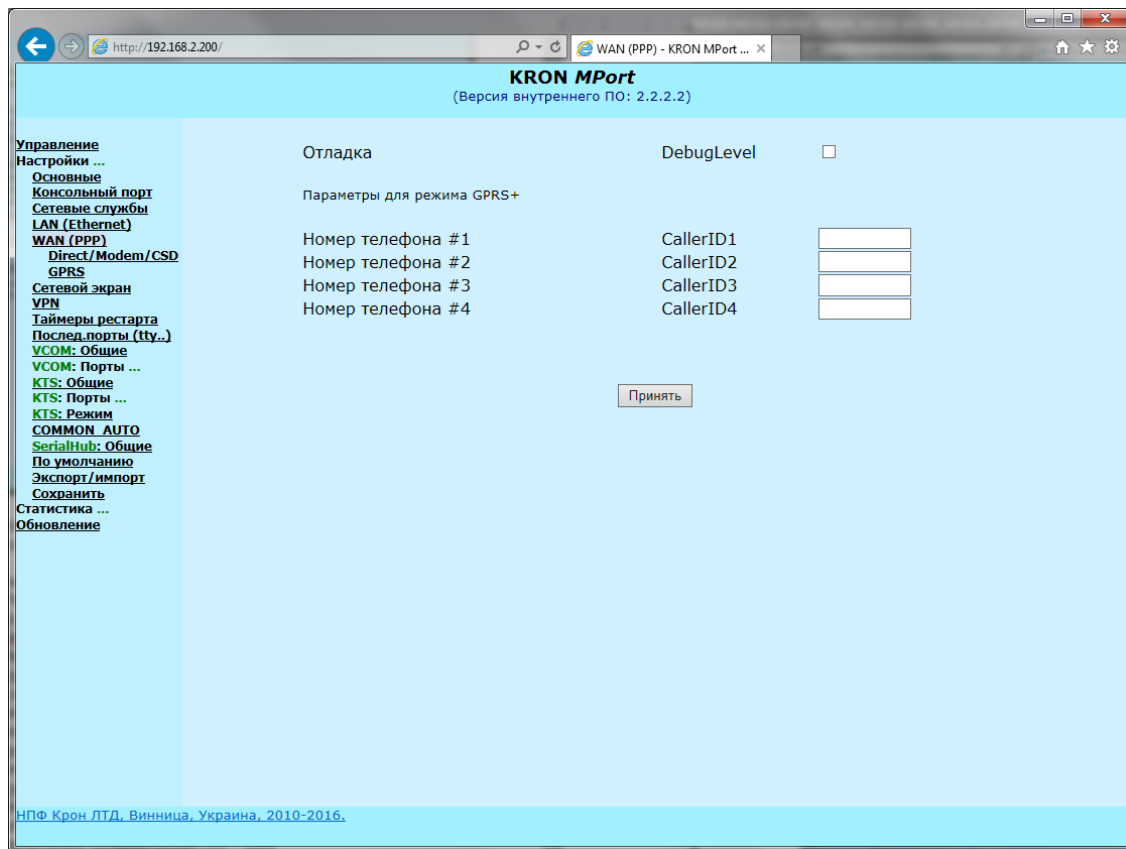 http://192.168.2.200/
WAN (PPP) - KRON MPort ...
KRON MPort
(Версия внутреннего ПО: 2.2.2.2)
Управление
Настройки ...
Основные
Консольный порт
Сетевые службы
LAN (Ethernet)
WAN (PPP)
Direct/Modem/CSD
GPRS
Сетевой экран
VPN
Таймеры рестарта
Послед.порты (tty..)
VCOM: Общие
VCOM: Порты ...
KTS: Общие
KTS: Порты ...
KTS: Режим
COMMON_AUTO
SerialHub: Общие
По умолчанию
Экспорт/импорт
Сохранить
Статистика ...
Обновление
Отладка DebugLevel
Параметры для режима GPRS+
Номер телефона #1 CallerID1
Номер телефона #2 CallerID2
Номер телефона #3 CallerID3
Номер телефона #4 CallerID4
Принять
НПФ Крон ЛТД, Винница, Украина, 2010-2016.